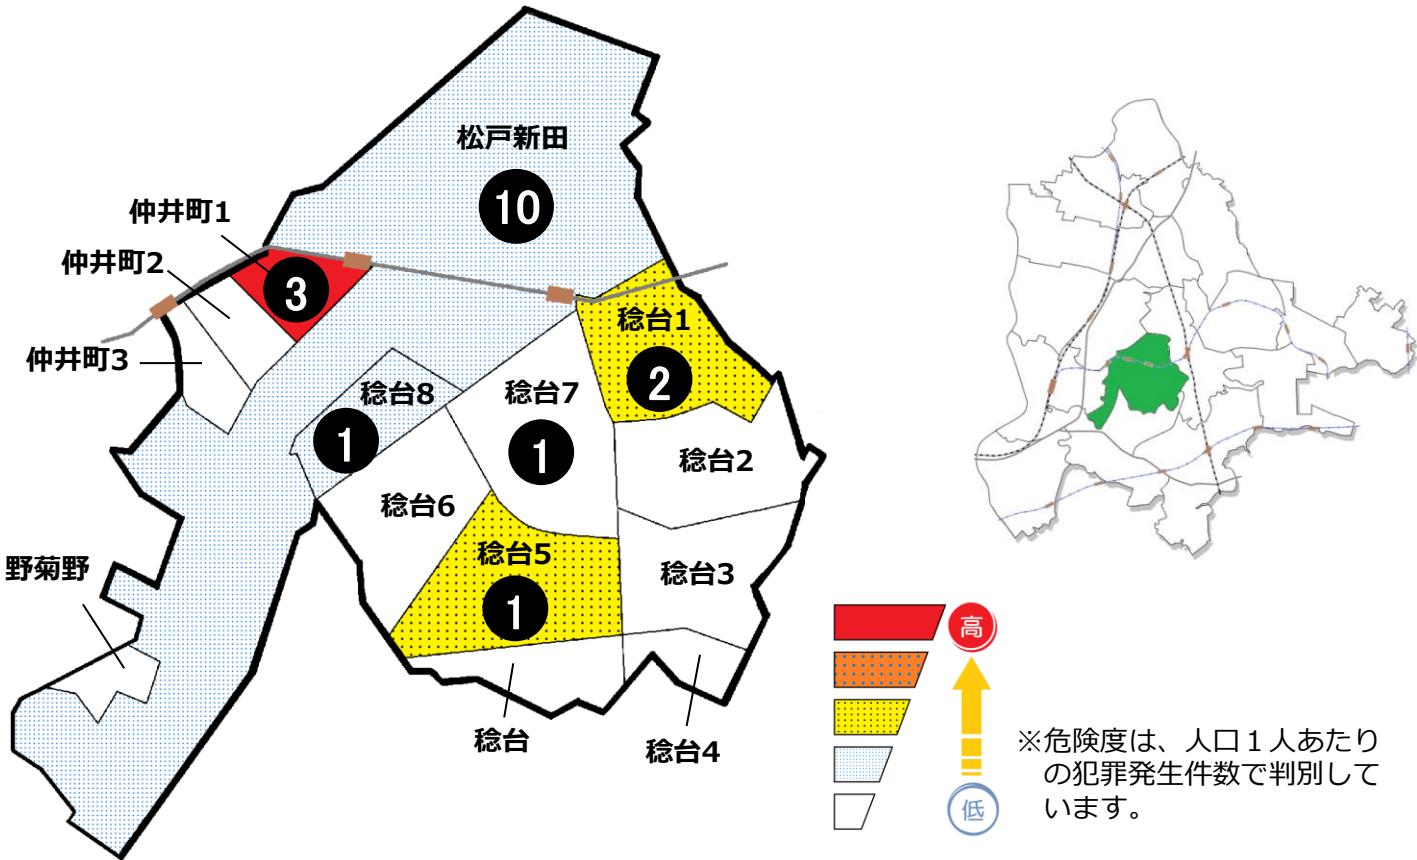 松戸新田
10
仲井町1
仲井町2
3
仲井町3
稔台1
2
稔台8
1
稔台7
1
稔台2
稔台6
稔台5
1
稔台3
野菊野
稔台
稔台4
高
低
※危険度は、人口１人あたり
の犯罪発生件数で判別して
います。